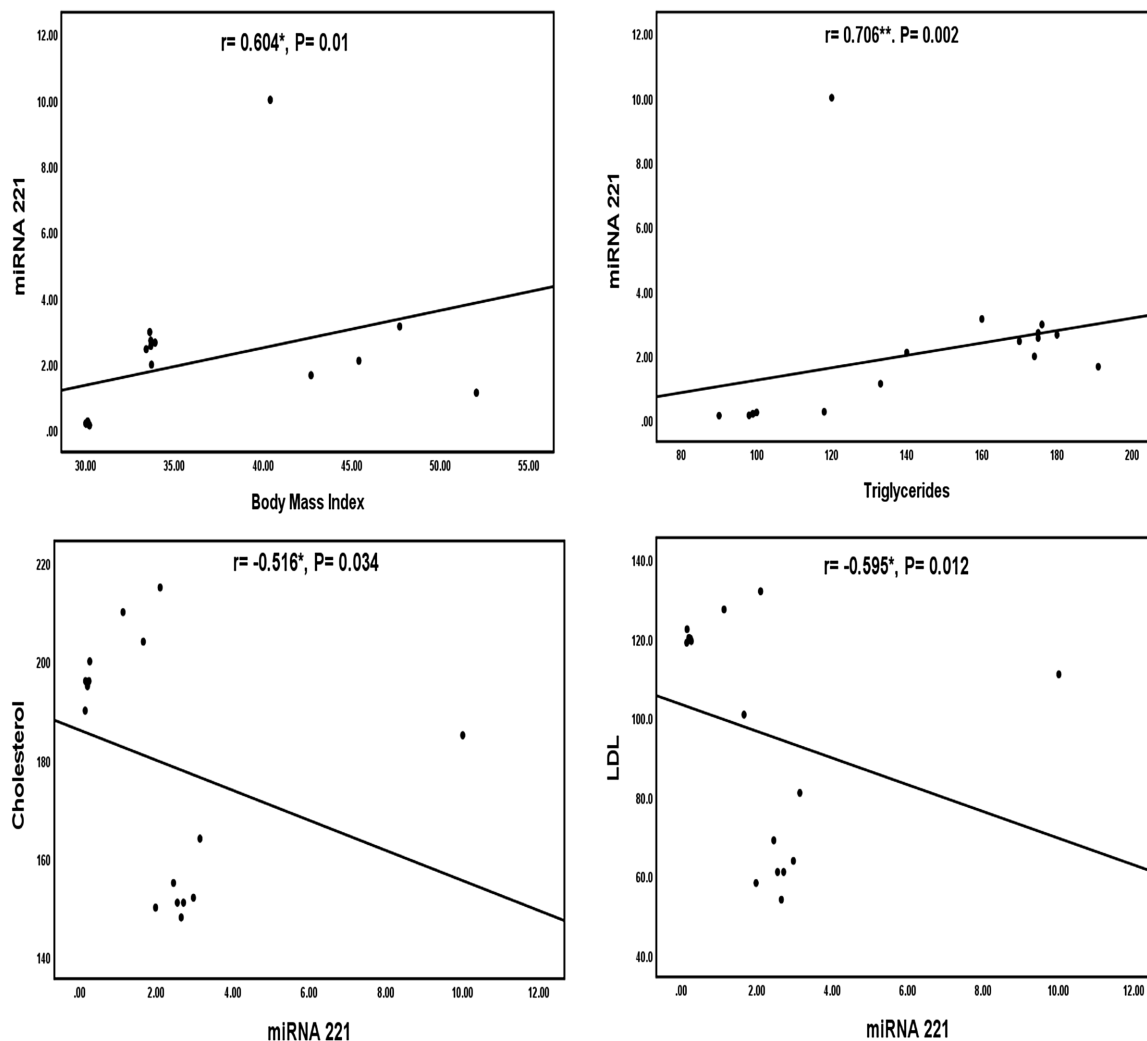 r= 0.604*, P= 0.01
12.00
10.00
8.00
6.00
4.00
2.00
.00
miRNA 221
30.00 35.00 40.00 45.00 50.00 55.00
Body Mass Index
r= 0.706**. P= 0.002
12.00
10.00
8.00
6.00
4.00
2.00
.00
miRNA 221
80 100 120 140 160 180 200
Triglycerides
r= -0.516*, P= 0.034
220
200
180
160
140
Cholesterol
.00 2.00 4.00 6.00 8.00 10.00 12.00
miRNA 221
r= -0.595*, P= 0.012
140.0
120.0
100.0
80.0
60.0
40.0
LDL
.00 2.00 4.00 6.00 8.00 10.00 12.00
miRNA 221